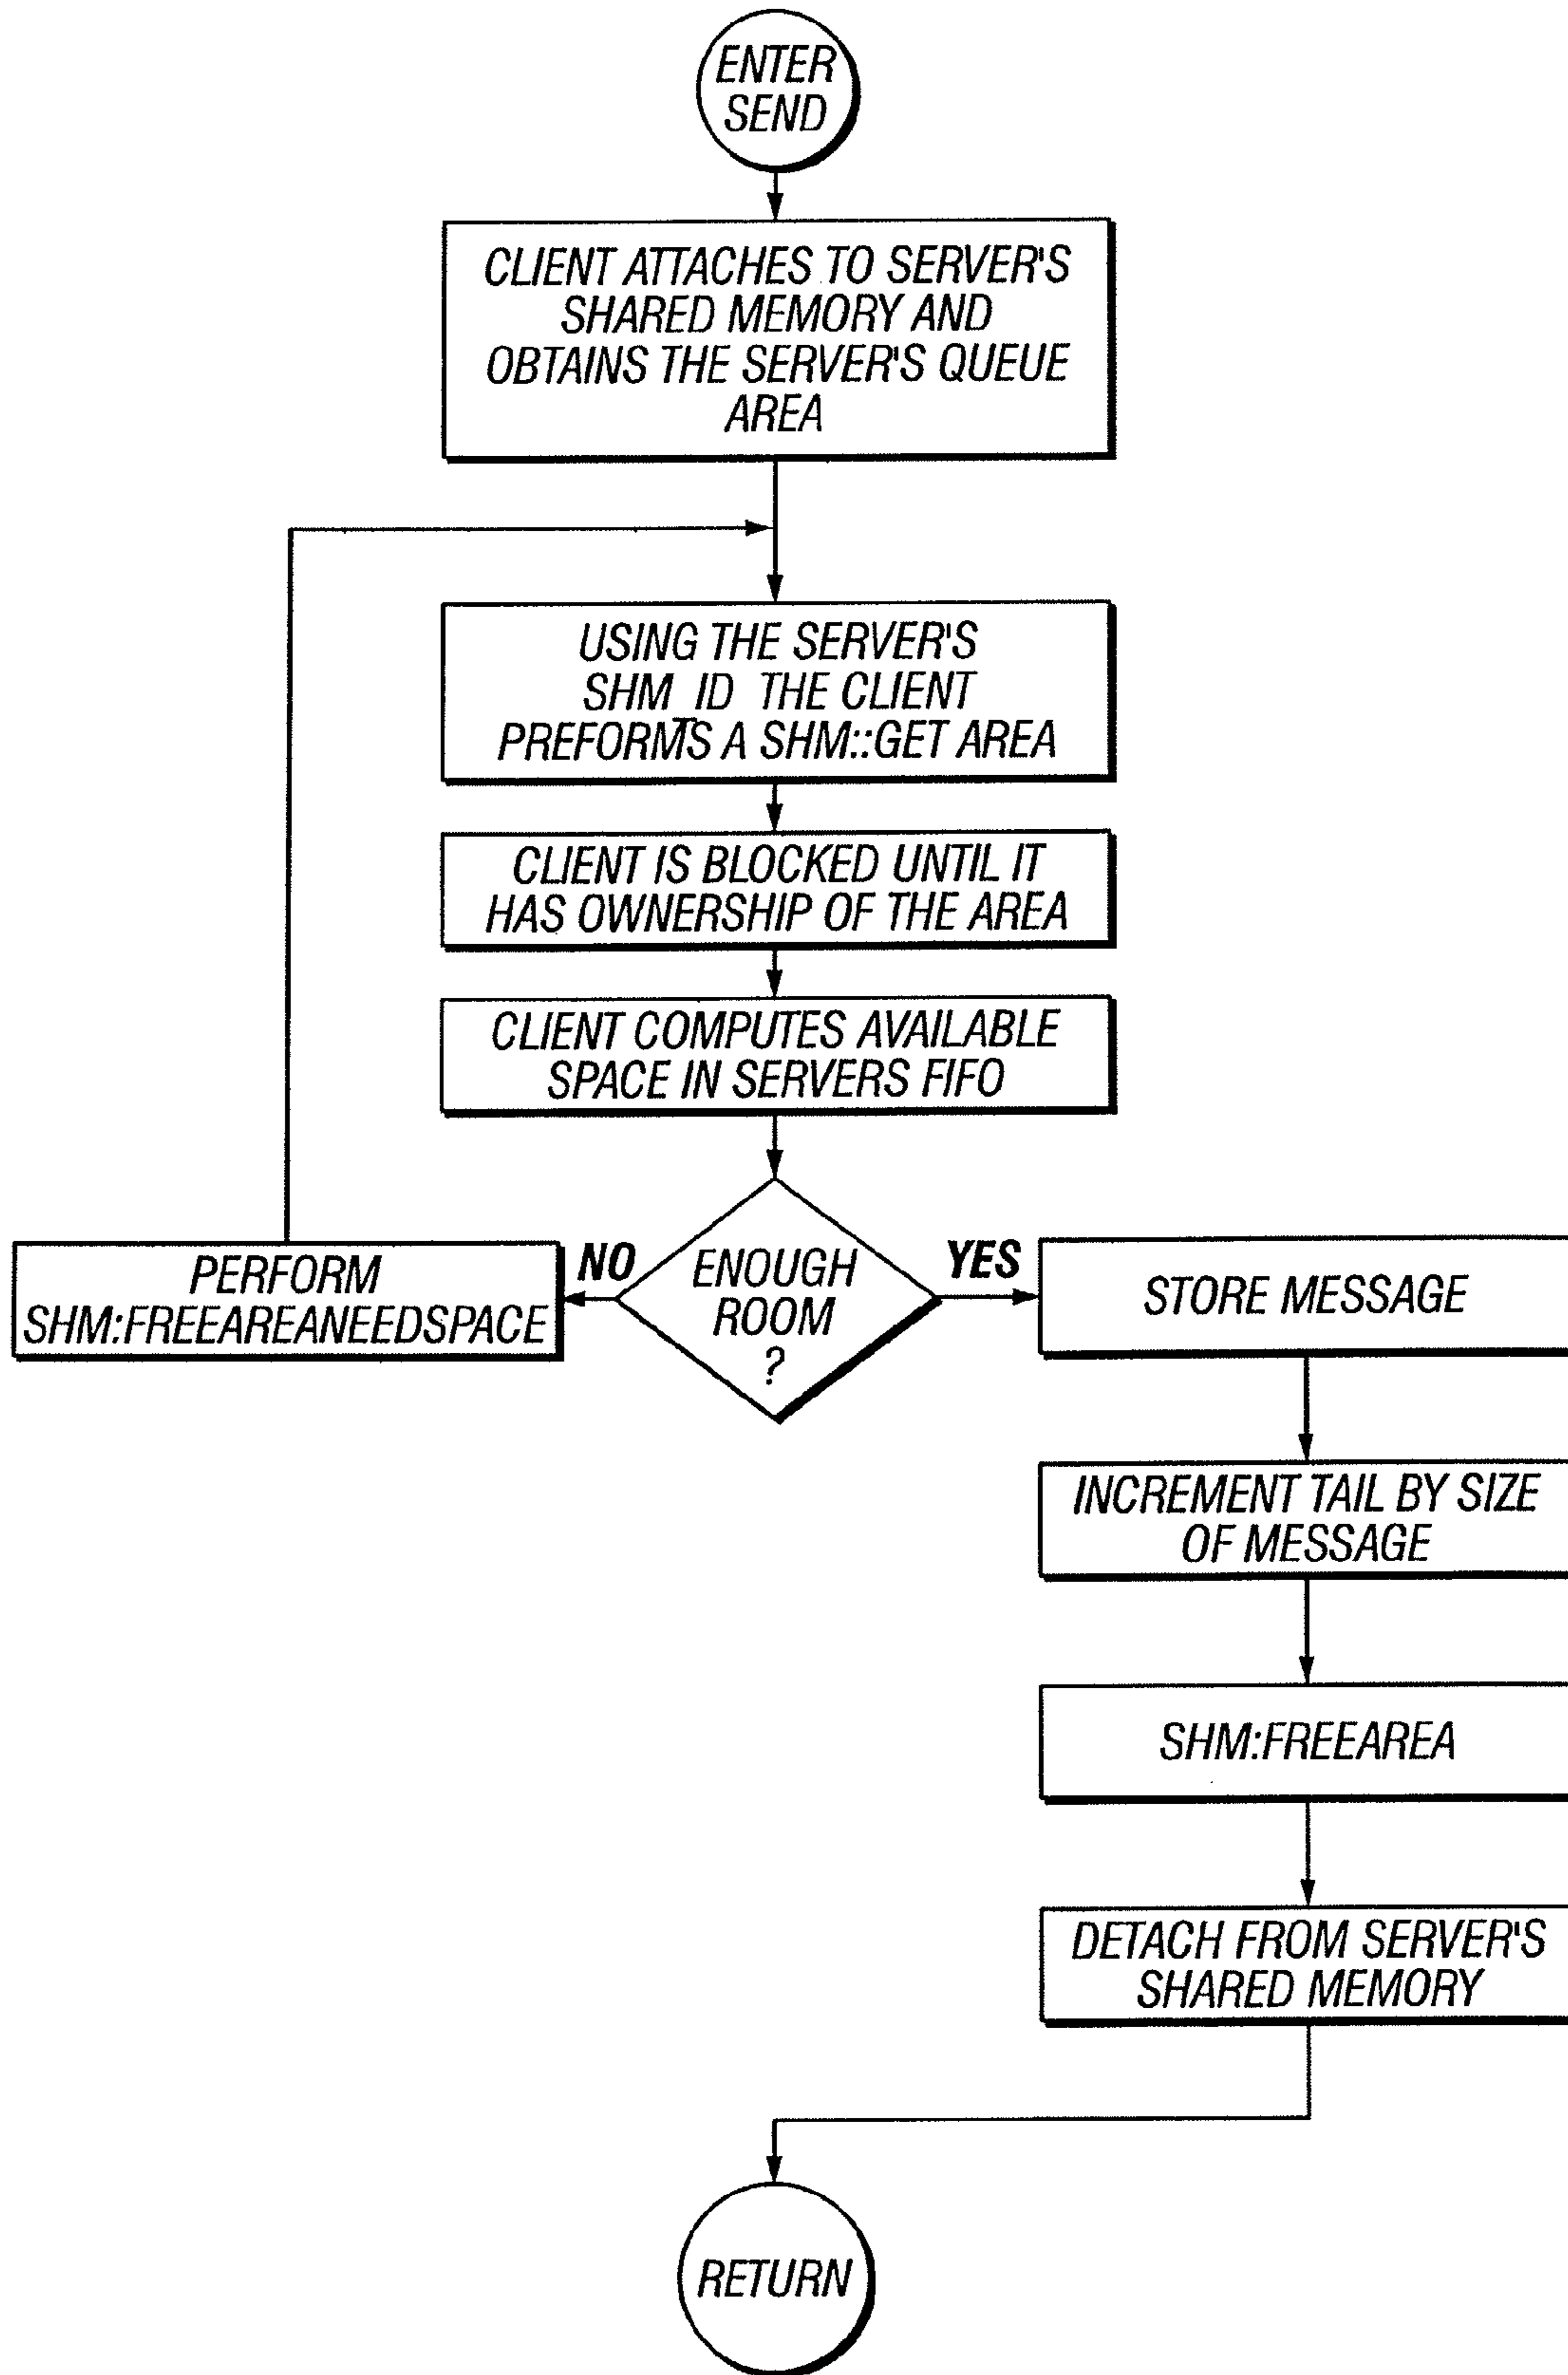 ENTER
SEND
CLIENT ATTACHES TO SERVER'S
SHARED MEMORY AND
OBTAINS THE SERVER'S QUEUE
AREA
USING THE SERVER'S
SHM_ID THE CLIENT
PREFORMS A SHM::GET AREA
CLIENT IS BLOCKED UNTIL IT
HAS OWNERSHIP OF THE AREA
CLIENT COMPUTES AVAILABLE
SPACE IN SERVERS FIFO
ENOUGH
ROOM
?
NO
PERFORM
SHM:FREEAREANEEDSPACE
YES
STORE MESSAGE
INCREMENT TAIL BY SIZE
OF MESSAGE
SHM:FREEAREA
DETACH FROM SERVER'S
SHARED MEMORY
RETURN